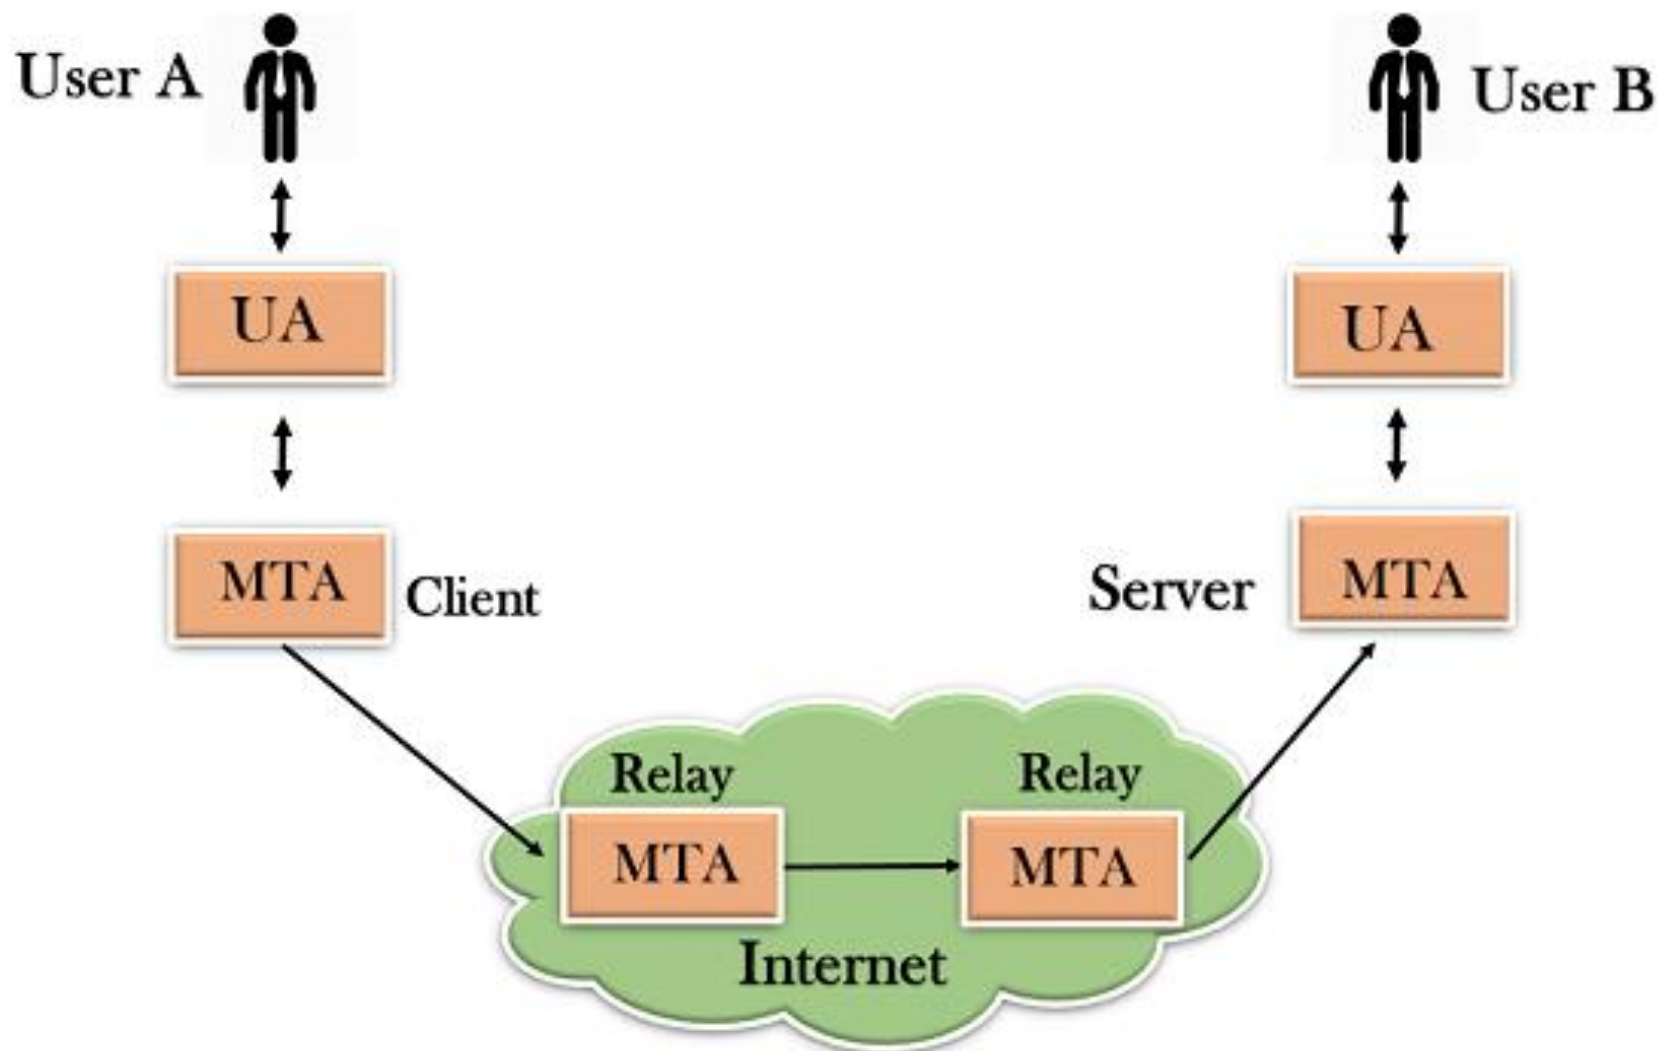 User A
User B
UA
UA
MTA
Client
Server
MTA
Relay
Relay
MTA
MTA
Internet